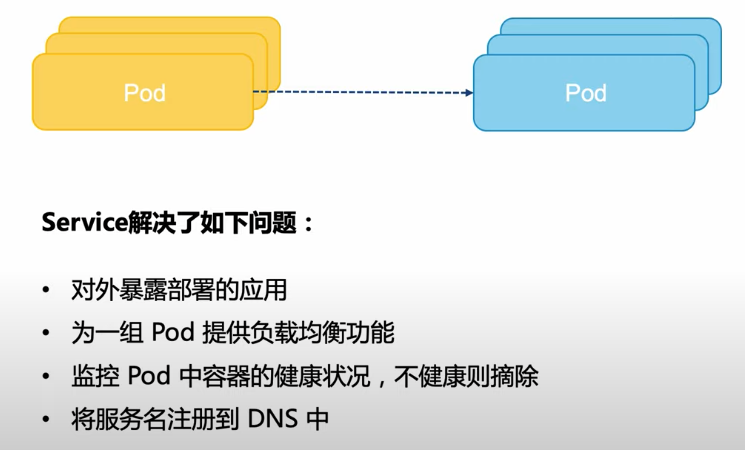 Pod
Pod
Service解决了如下问题：
• 对外暴露部署的应用
• 为一组 Pod 提供负载均衡功能
• 监控 Pod 中容器的健康状况，不健康则摘除
• 将服务名注册到 DNS 中